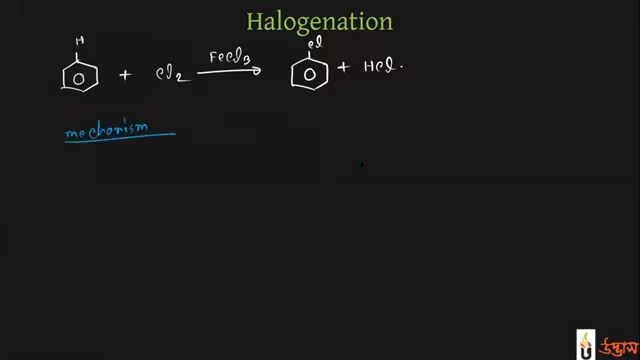 Halogenation
H + Cl₂ FeCl₃ → Cl + HCl.
mechanism
U উদ্ভাস